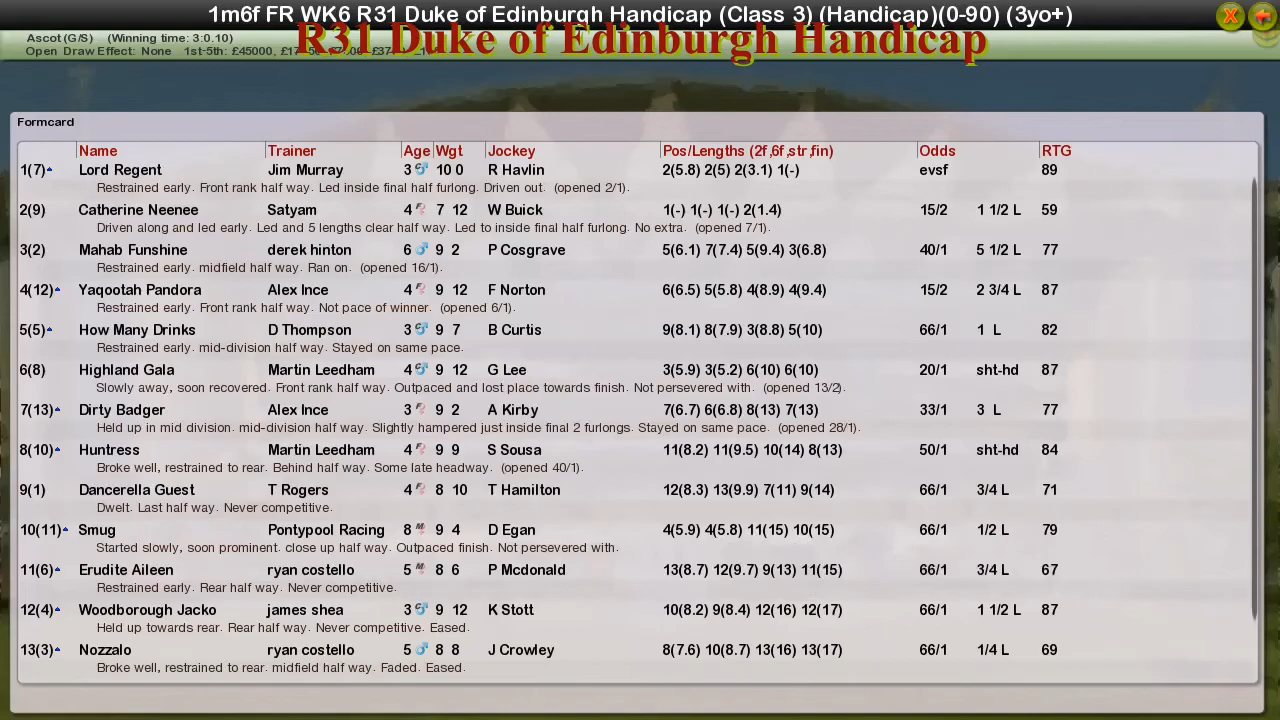 1m6f FR WK6 R31 Duke of Edinburgh Handicap (Class 3) (Handicap)(0-90) (3yo+)
R31 Duke of Edinburgh Handicap
Ascot(G/S) (Winning time: 3:0.10)
Open Draw Effect: None 1st-5th: £45000,
Formcard
Name Trainer Age Wgt Jockey Pos/Lengths (2f,6f,str,fin) Odds RTG
1(7) Lord Regent Jim Murray 3 10 0 R Havlin 2(5.8) 2(5) 2(3.1) 1(-) evsf 89
Restrained early. Front rank half way. Led inside final half furlong. Driven out. (opened 2/1).
2(9) Catherine Neenee Satyam 4 7 12 W Buick 1(-) 1(-) 1(-) 2(1.4) 15/2 1 1/2 L 59
Driven along and led early. Led and 5 lengths clear half way. Led to inside final half furlong. No extra. (opened 7/1).
3(2) Mahab Funshine derek hinton 6 9 2 P Cosgrave 5(6.1) 7(7.4) 5(9.4) 3(6.8) 40/1 5 1/2 L 77
Restrained early. midfield half way. Ran on. (opened 16/1).
4(12) Yaqootah Pandora Alex Ince 4 9 12 F Norton 6(6.5) 5(5.8) 4(8.9) 4(9.4) 15/2 2 3/4 L 87
Restrained early. Front rank half way. Not pace of winner. (opened 6/1).
5(5) How Many Drinks D Thompson 3 9 7 B Curtis 9(8.1) 8(7.9) 3(8.8) 5(10) 66/1 1 L 82
Restrained early. mid-division half way. Stayed on same pace.
6(8) Highland Gala Martin Leedham 4 9 12 G Lee 3(5.9) 3(5.2) 6(10) 6(10) 20/1 sht-hd 87
Slowly away, soon recovered. Front rank half way. Outpaced and lost place towards finish. Not persevered with. (opened 13/2).
7(13) Dirty Badger Alex Ince 3 9 2 A Kirby 7(6.7) 6(6.8) 8(13) 7(13) 33/1 3 L 77
Held up in mid division. mid-division half way. Slightly hampered just inside final 2 furlongs. Stayed on same pace. (opened 28/1).
8(10) Huntress Martin Leedham 4 9 9 S Sousa 11(8.2) 11(9.5) 10(14) 8(13) 50/1 sht-hd 84
Broke well, restrained to rear. Behind half way. Some late headway. (opened 40/1).
9(1) Dancerella Guest T Rogers 4 8 10 T Hamilton 12(8.3) 13(9.9) 7(11) 9(14) 66/1 3/4 L 71
Dwelt. Last half way. Never competitive.
10(11) Smug Pontypool Racing 8 9 4 D Egan 4(5.9) 4(5.8) 11(15) 10(15) 66/1 1/2 L 79
Started slowly, soon prominent. close up half way. Outpaced finish. Not persevered with.
11(6) Erudite Aileen ryan costello 5 8 6 P Mcdonald 13(8.7) 12(9.7) 9(13) 11(15) 66/1 3/4 L 67
Restrained early. Rear half way. Never competitive.
12(4) Woodborough Jacko james shea 3 9 12 K Stott 10(8.2) 9(8.4) 12(16) 12(17) 66/1 1 1/2 L 87
Held up towards rear. Rear half way. Never competitive. Eased.
13(3) Nozzalo ryan costello 5 8 8 J Crowley 8(7.6) 10(8.7) 13(16) 13(17) 66/1 1/4 L 69
Broke well, restrained to rear. midfield half way. Faded. Eased.